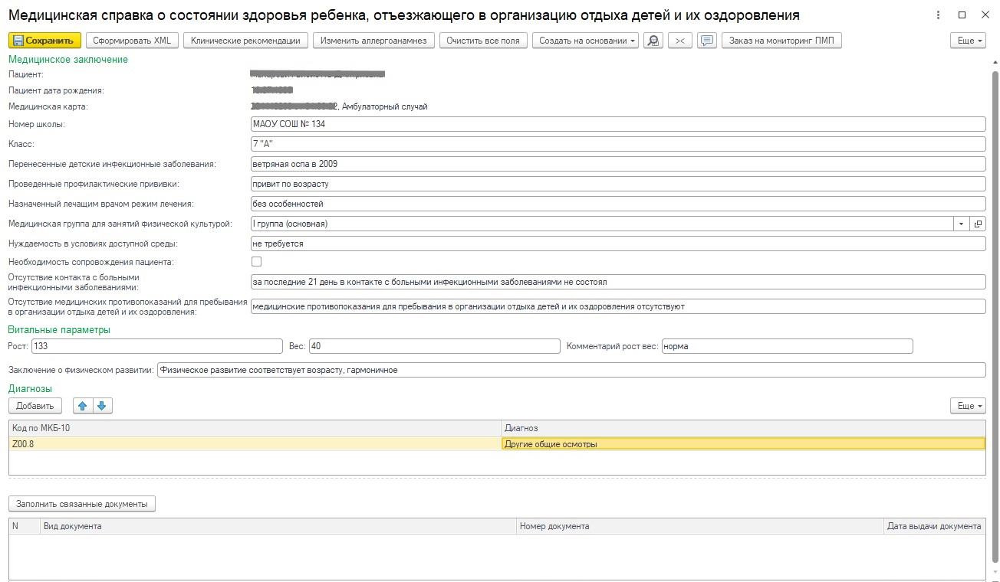 Медицинская справка о состоянии здоровья ребенка, отъезжающего в организацию отдыха детей и их оздоровления
Сохранить Сформировать XML Клинические рекомендации Изменить аллергоанамнез Очистить все поля Создать на основании >< Заказ на мониторинг ПМП Еще
Медицинское заключение
Пациент:
Пациент дата рождения:
Медицинская карта: , Амбулаторный случай
Номер школы: МАОУ СОШ № 134
Класс: 7 "А"
Перенесенные детские инфекционные заболевания: ветряная оспа в 2009
Проведенные профилактические прививки: привит по возрасту
Назначенный лечащим врачом режим лечения: без особенностей
Медицинская группа для занятий физической культурой: I группа (основная)
Нуждаемость в условиях доступной среды: не требуется
Необходимость сопровождения пациента:
Отсутствие контакта с больными
инфекционными заболеваниями: за последние 21 день в контакте с больными инфекционными заболеваниями не состоял
Отсутствие медицинских противопоказаний для пребывания
в организации отдыха детей и их оздоровления: медицинские противопоказания для пребывания в организации отдыха детей и их оздоровления отсутствуют
Витальные параметры
Рост: 133 Вес: 40 Комментарий рост вес: норма
Заключение о физическом развитии: Физическое развитие соответствует возрасту, гармоничное
Диагнозы
Добавить Еще
Код по МКБ-10 Диагноз
Z00.8 Другие общие осмотры
Заполнить связанные документы
N Вид документа Номер документа Дата выдачи документа